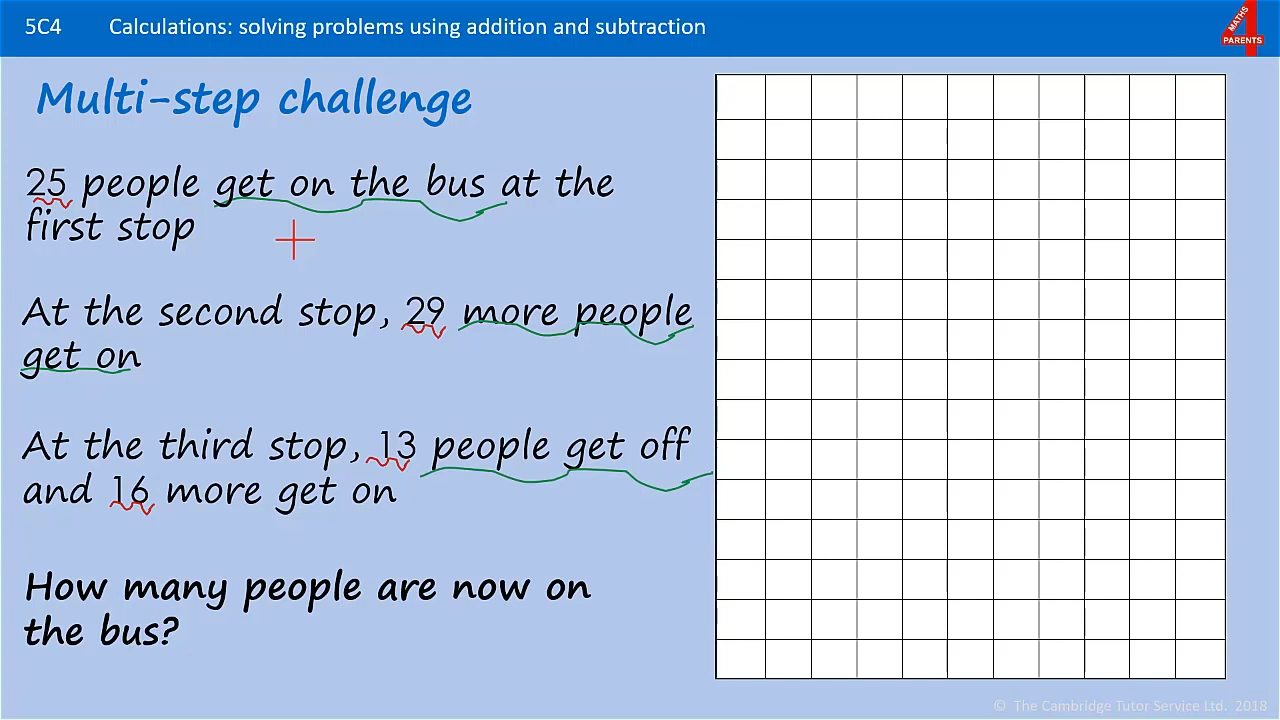 5C4 Calculations: solving problems using addition and subtraction
MATHS
4
PARENTS
Multi-step challenge
25 people get on the bus at the
first stop
+
At the second stop, 29 more people
get on
At the third stop, 13 people get off
and 16 more get on
How many people are now on
the bus?
© The Cambridge Tutor Service Ltd. 2018